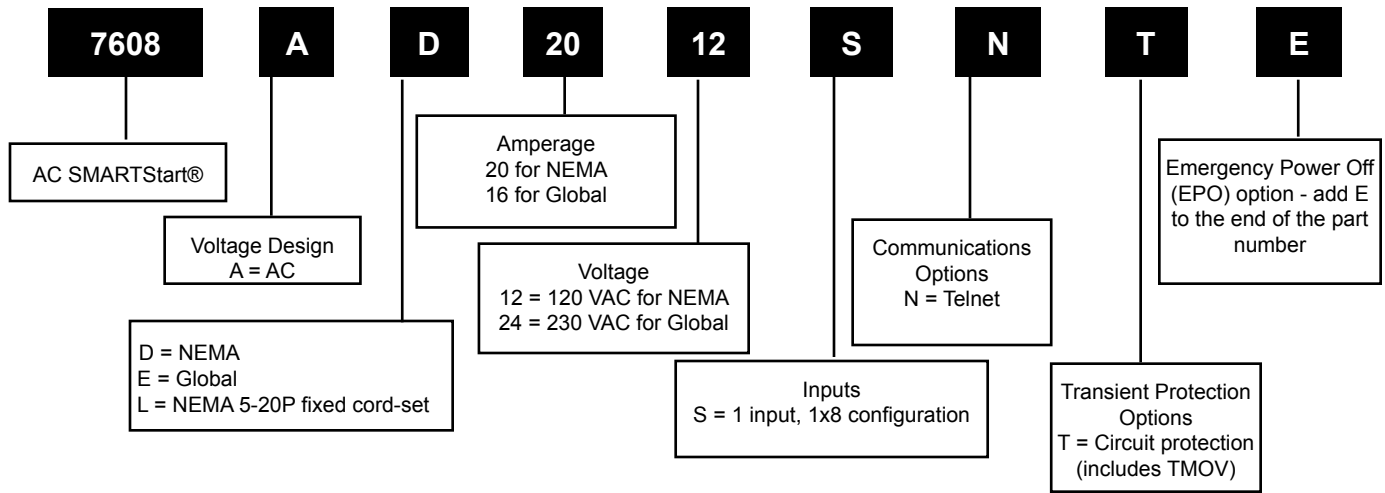 7608 A D 20 12 S N T E
AC SMARTStart®
Voltage Design
A = AC
D = NEMA
E = Global
L = NEMA 5-20P fixed cord-set
Amperage
20 for NEMA
16 for Global
Voltage
12 = 120 VAC for NEMA
24 = 230 VAC for Global
Inputs
S = 1 input, 1x8 configuration
Communications
Options
N = Telnet
Transient Protection
Options
T = Circuit protection
(includes TMOV)
Emergency Power Off
(EPO) option - add E
to the end of the part
number